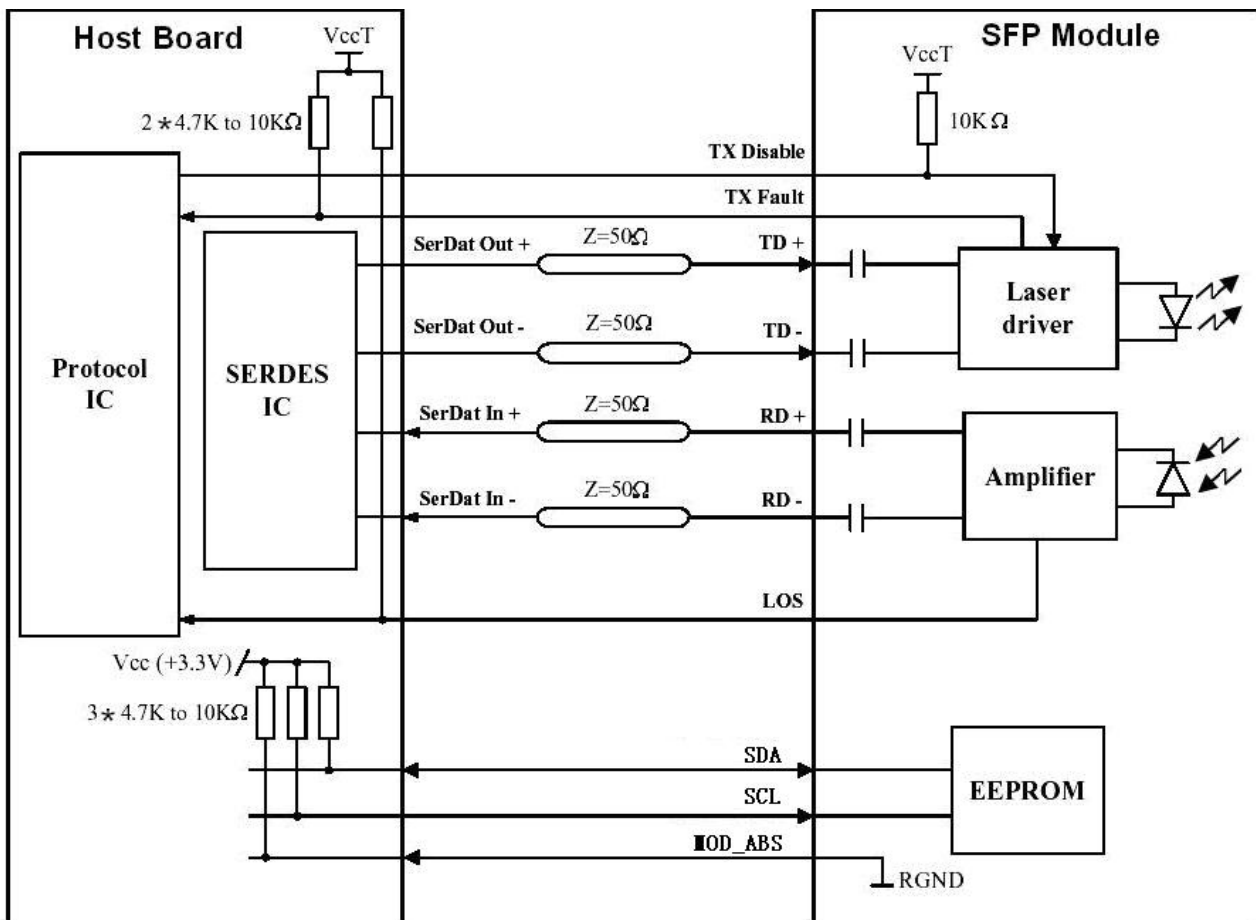 Host Board
SFP Module
VccT
VccT
2*4.7K to 10KΩ
10KΩ
TX Disable
TX Fault
SerDat Out +
Z=50Ω
TD +
SerDat Out -
Z=50Ω
TD -
Laser
driver
Protocol
IC
SERDES
IC
SerDat In +
Z=50Ω
RD +
SerDat In -
Z=50Ω
RD -
Amplifier
LOS
Vcc (+3.3V)
3*4.7K to 10KΩ
SDA
SCL
MOD_ABS
EEPROM
RGND